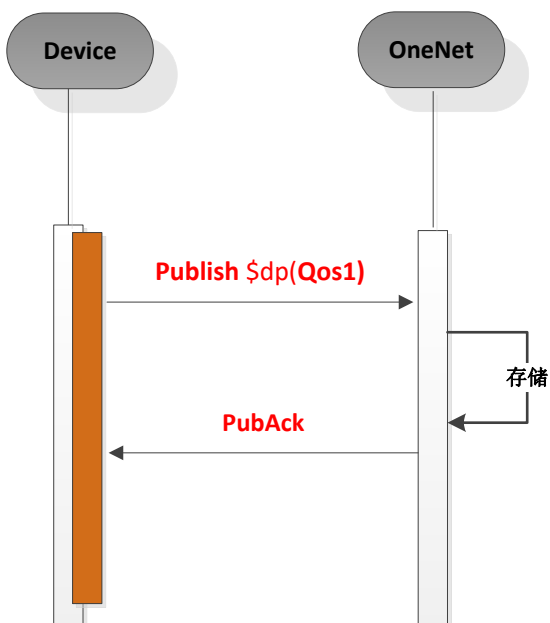 Device
OneNet
Publish $dp(Qos1)
存储
PubAck